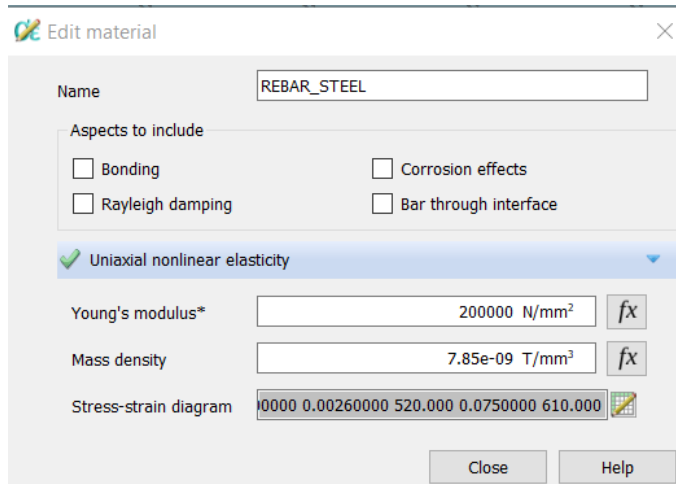 Edit material
Name REBAR_STEEL
Aspects to include
Bonding Corrosion effects
Rayleigh damping Bar through interface
Uniaxial nonlinear elasticity
Young's modulus* 200000 N/mm² fx
Mass density 7.85e-09 T/mm³ fx
Stress-strain diagram 0000 0.00260000 520.000 0.0750000 610.000
Close Help